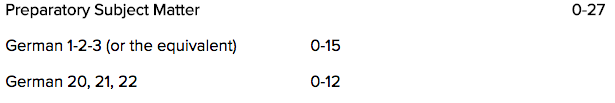 Preparatory Subject Matter 0-27
German 1-2-3 (or the equivalent) 0-15
German 20, 21, 22 0-12